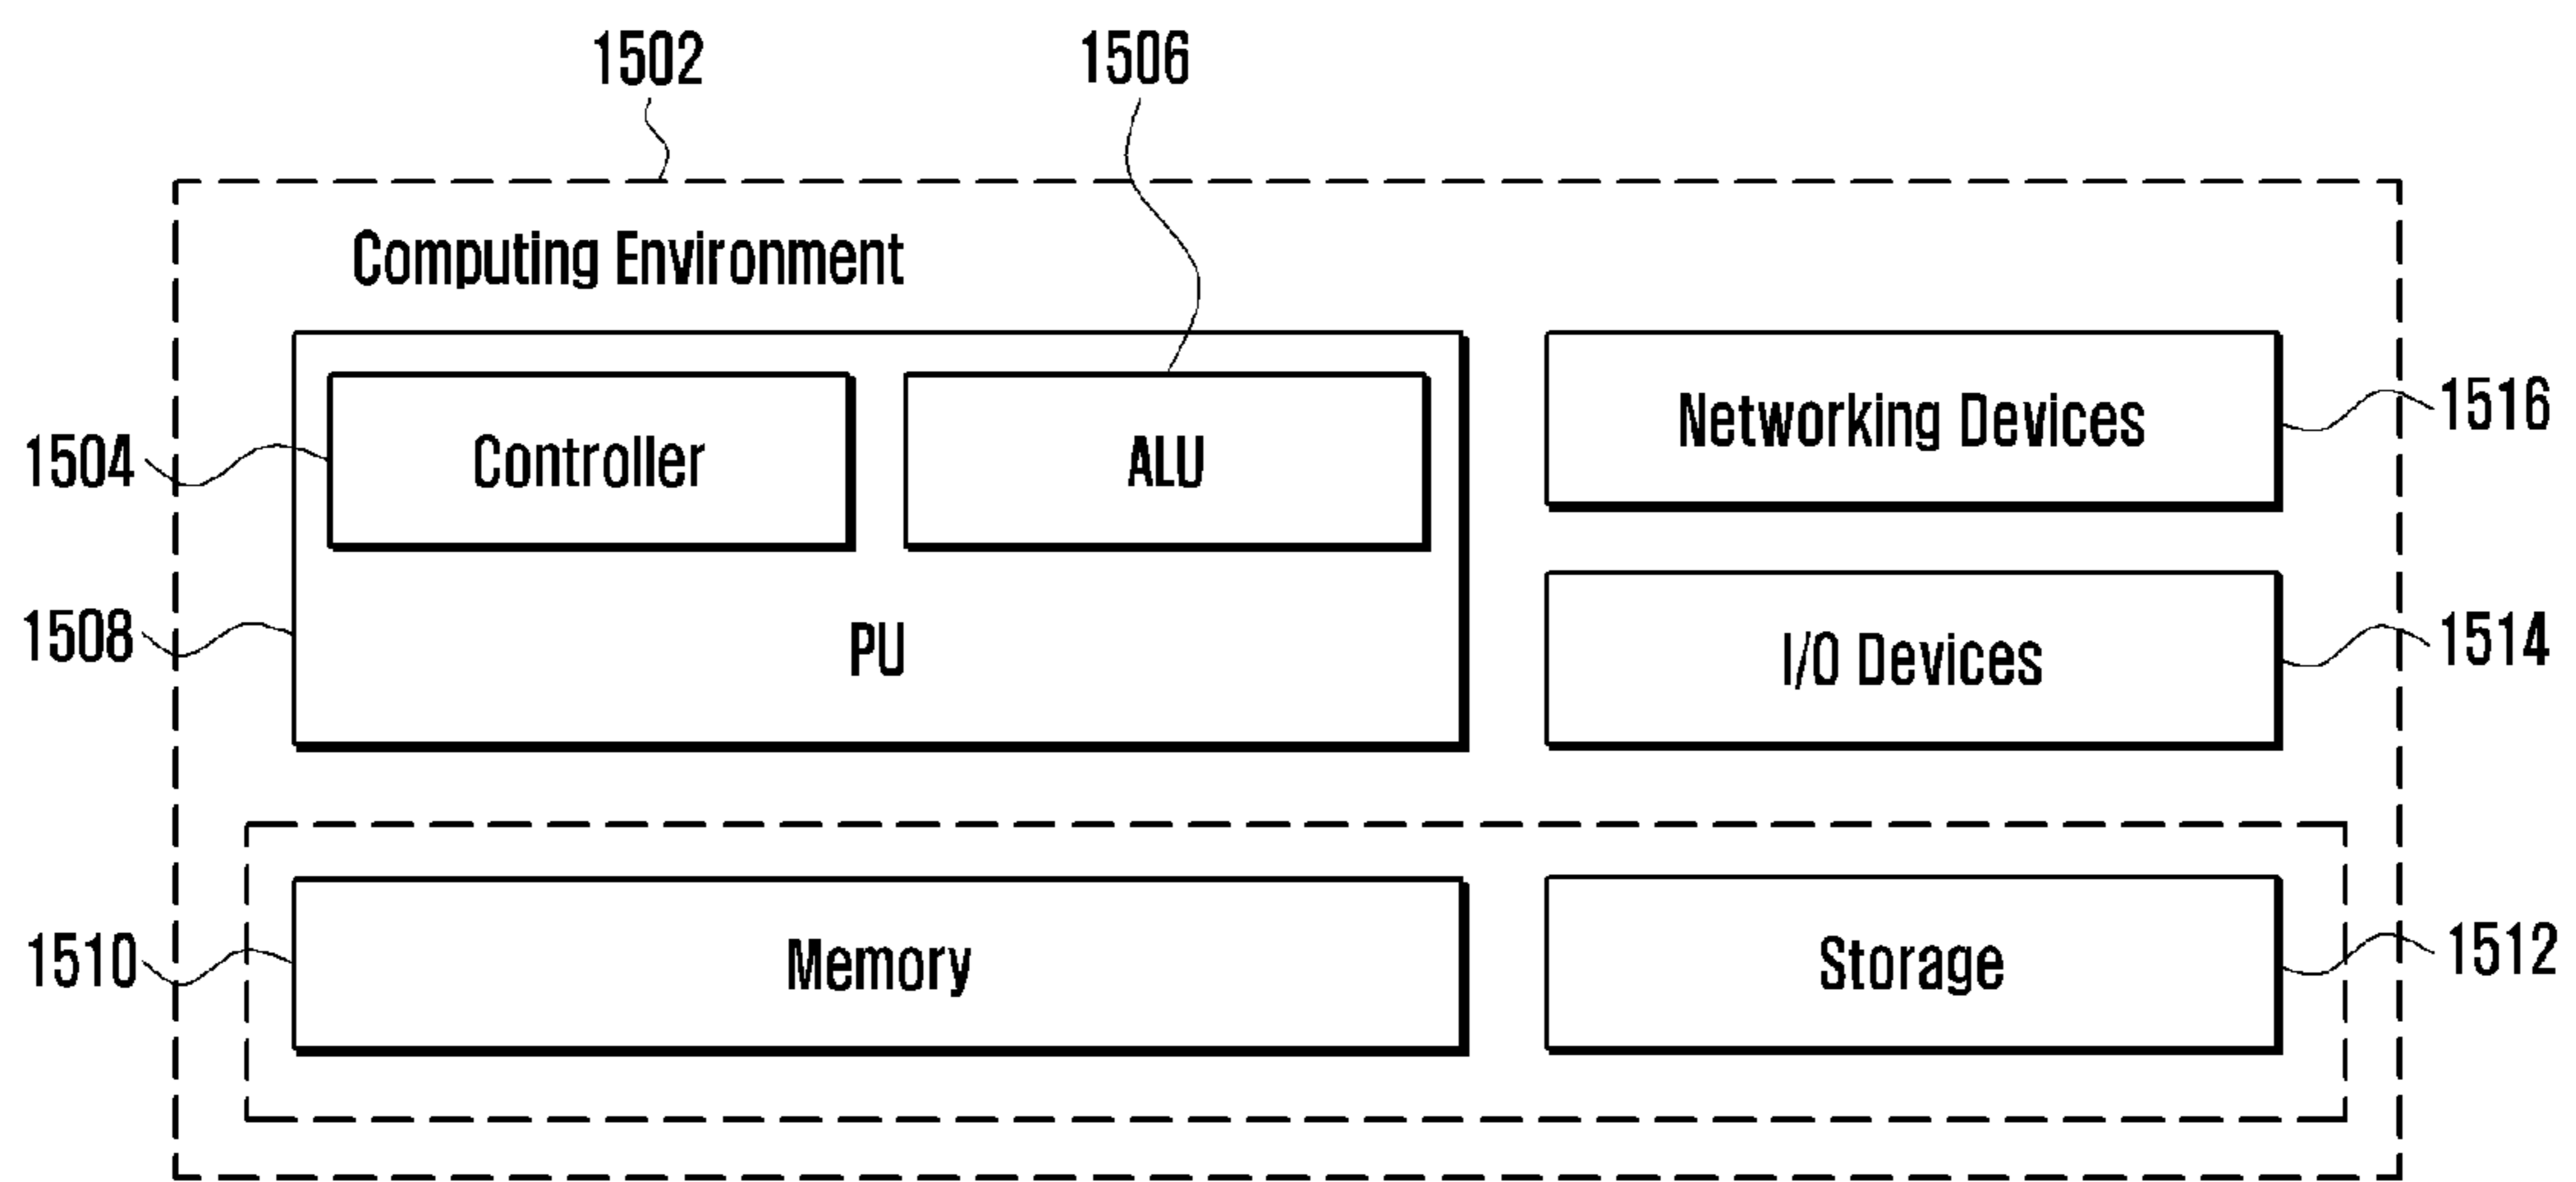 1502
1506
Computing Environment
1504
Controller
ALU
Networking Devices
1516
1508
PU
I/O Devices
1514
1510
Memory
Storage
1512